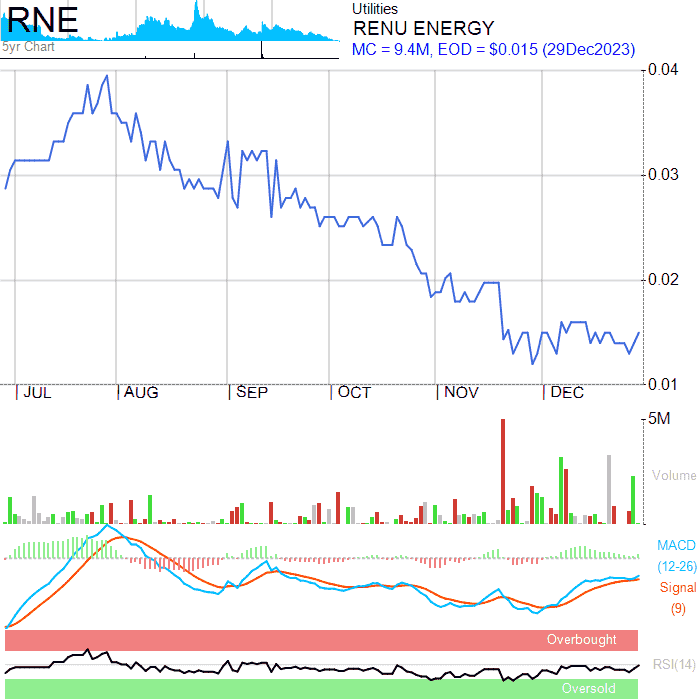 RNE
5yr Chart
Utilities
RENU ENERGY
MC = 9.4M, EOD = $0.015 (29Dec2023)
0.04
0.03
0.02
0.01
JUL AUG SEP OCT NOV DEC
5M
Volume
MACD
(12-26)
Signal
(9)
Overbought
RSI(14)
Oversold